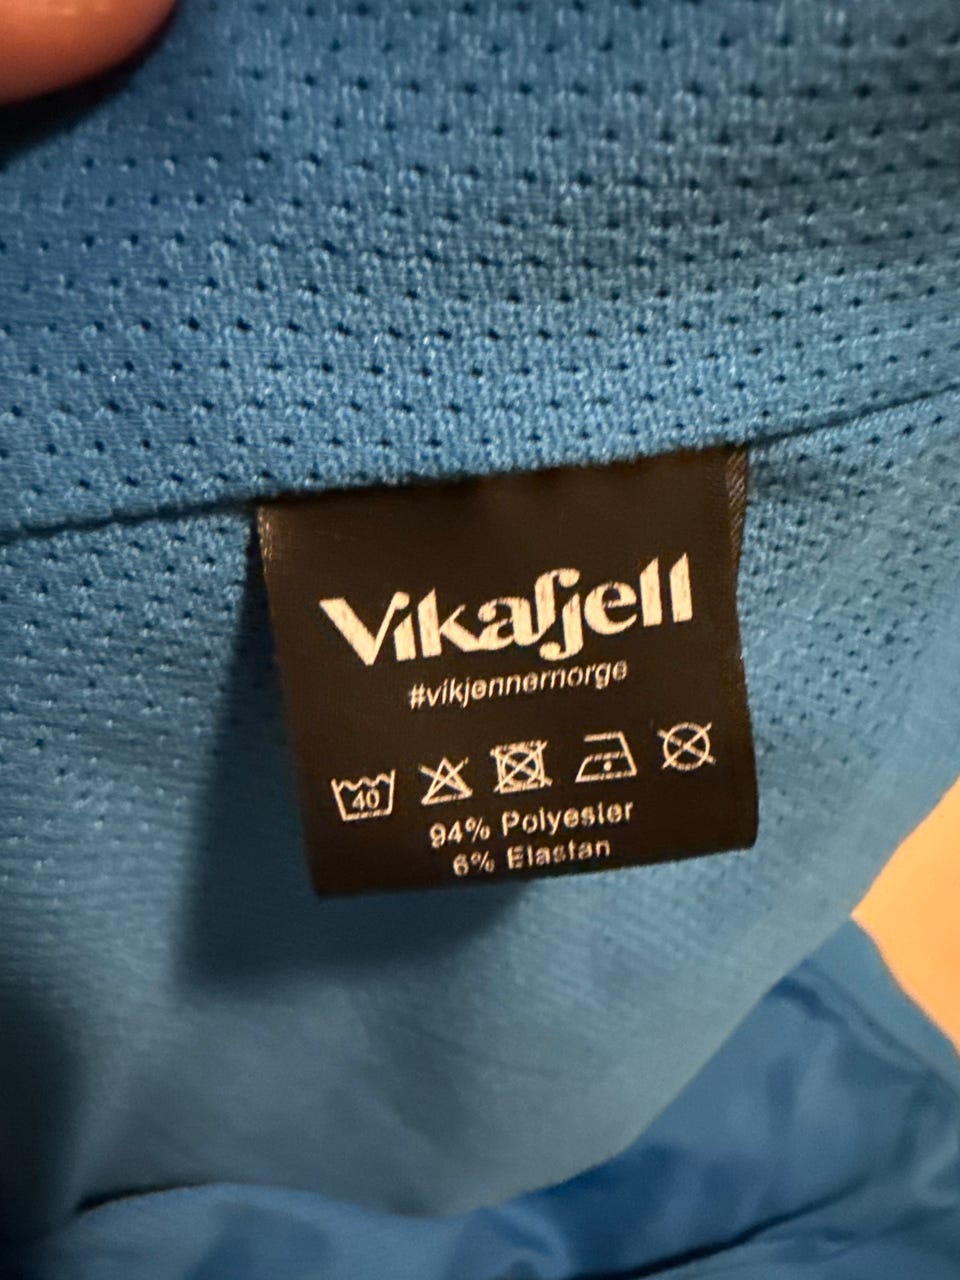 Vikafjell
#vikjennernorge
40
94% Polyester
6% Elastan